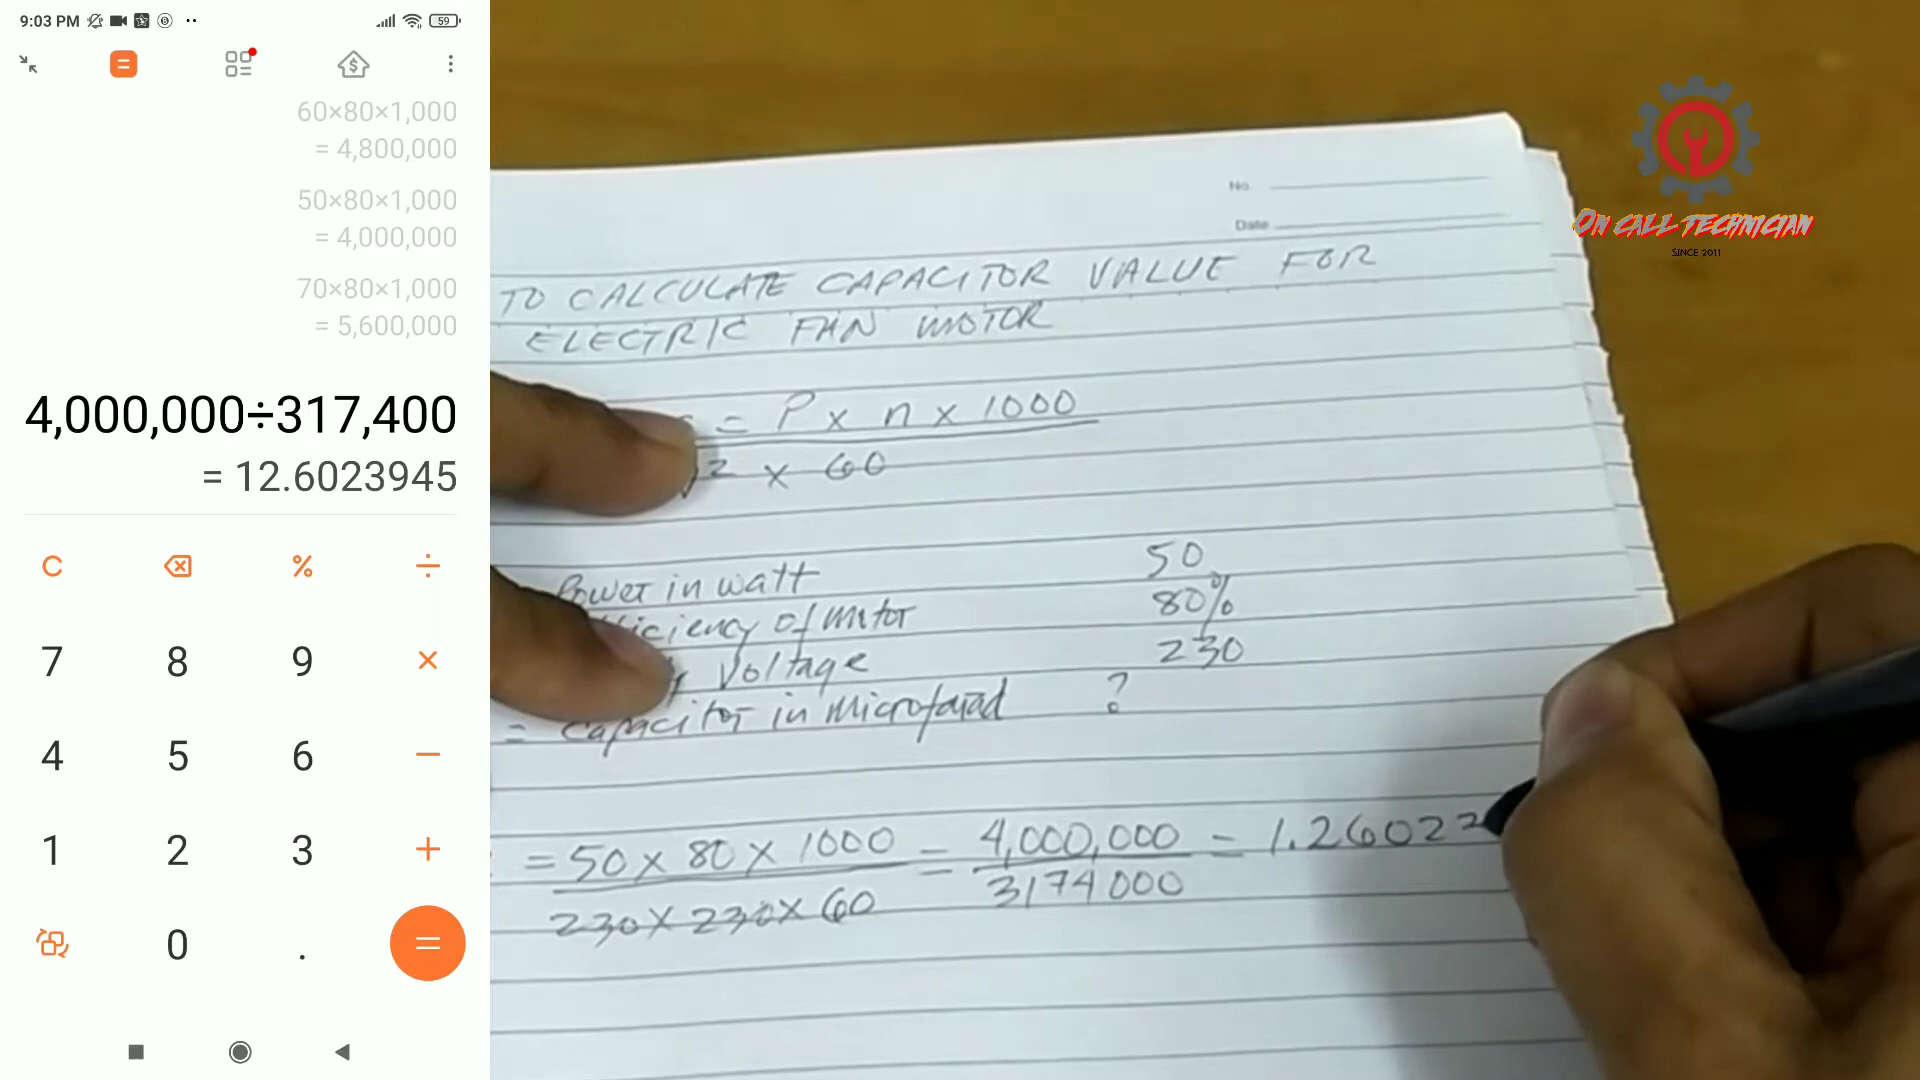 9:03 PM
59
60×80×1,000
= 4,800,000
50×80×1,000
= 4,000,000
70×80×1,000
= 5,600,000
4,000,000÷317,400
= 12.6023945
C % ÷
7 8 9 ×
4 5 6 −
1 2 3 +
0 . =
No
Date
ON CALL TECHNICIAN
SINCE 2011
TO CALCULATE CAPACITOR VALUE FOR
ELECTRIC FAN MOTOR
= P x n x 1000
² x 60
Power in watt 50
80%
of motor
Voltage 230
= Capacitor in microfarad ?
= 50 x 80 x 1000 = 4,000,000 = 1.26022
230 x 230 x 60 3174000